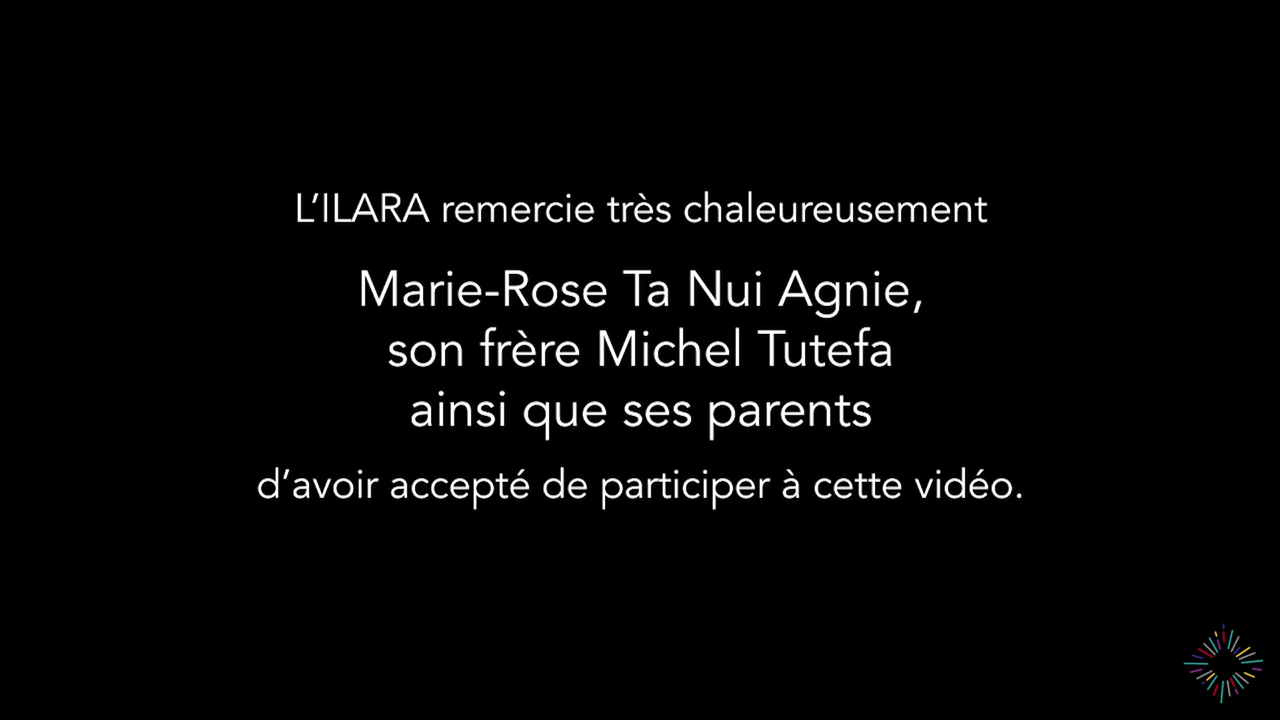 L’ILARA remercie très chaleureusement
Marie-Rose Ta Nui Agnie,
son frère Michel Tutefa
ainsi que ses parents
d’avoir accepté de participer à cette vidéo.